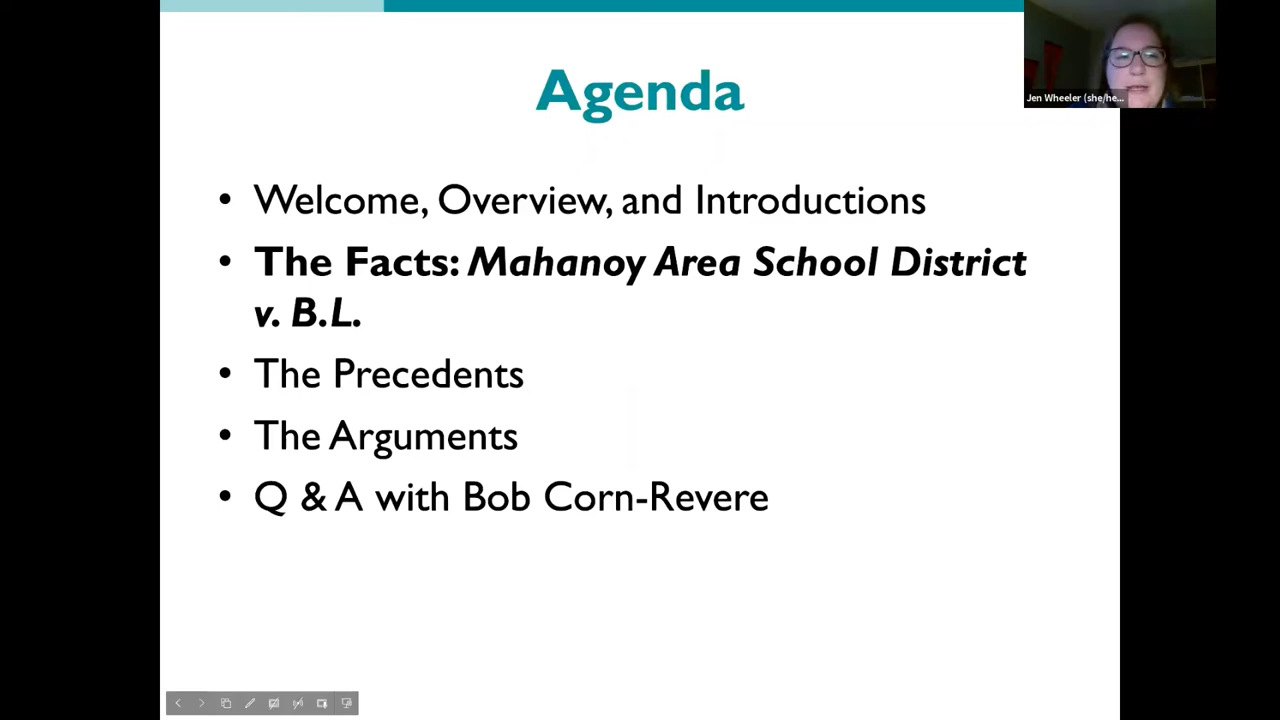 Agenda
Jen Wheeler (she/he...
• Welcome, Overview, and Introductions
• The Facts: Mahanoy Area School District
v. B.L.
• The Precedents
• The Arguments
• Q & A with Bob Corn-Revere